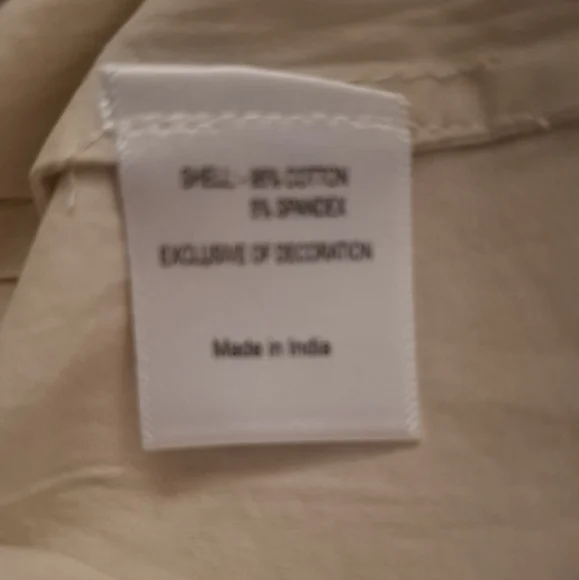 SHELL - 95% COTTON
5% SPANDEX
EXCLUSIVE OF DECORATION
Made in India